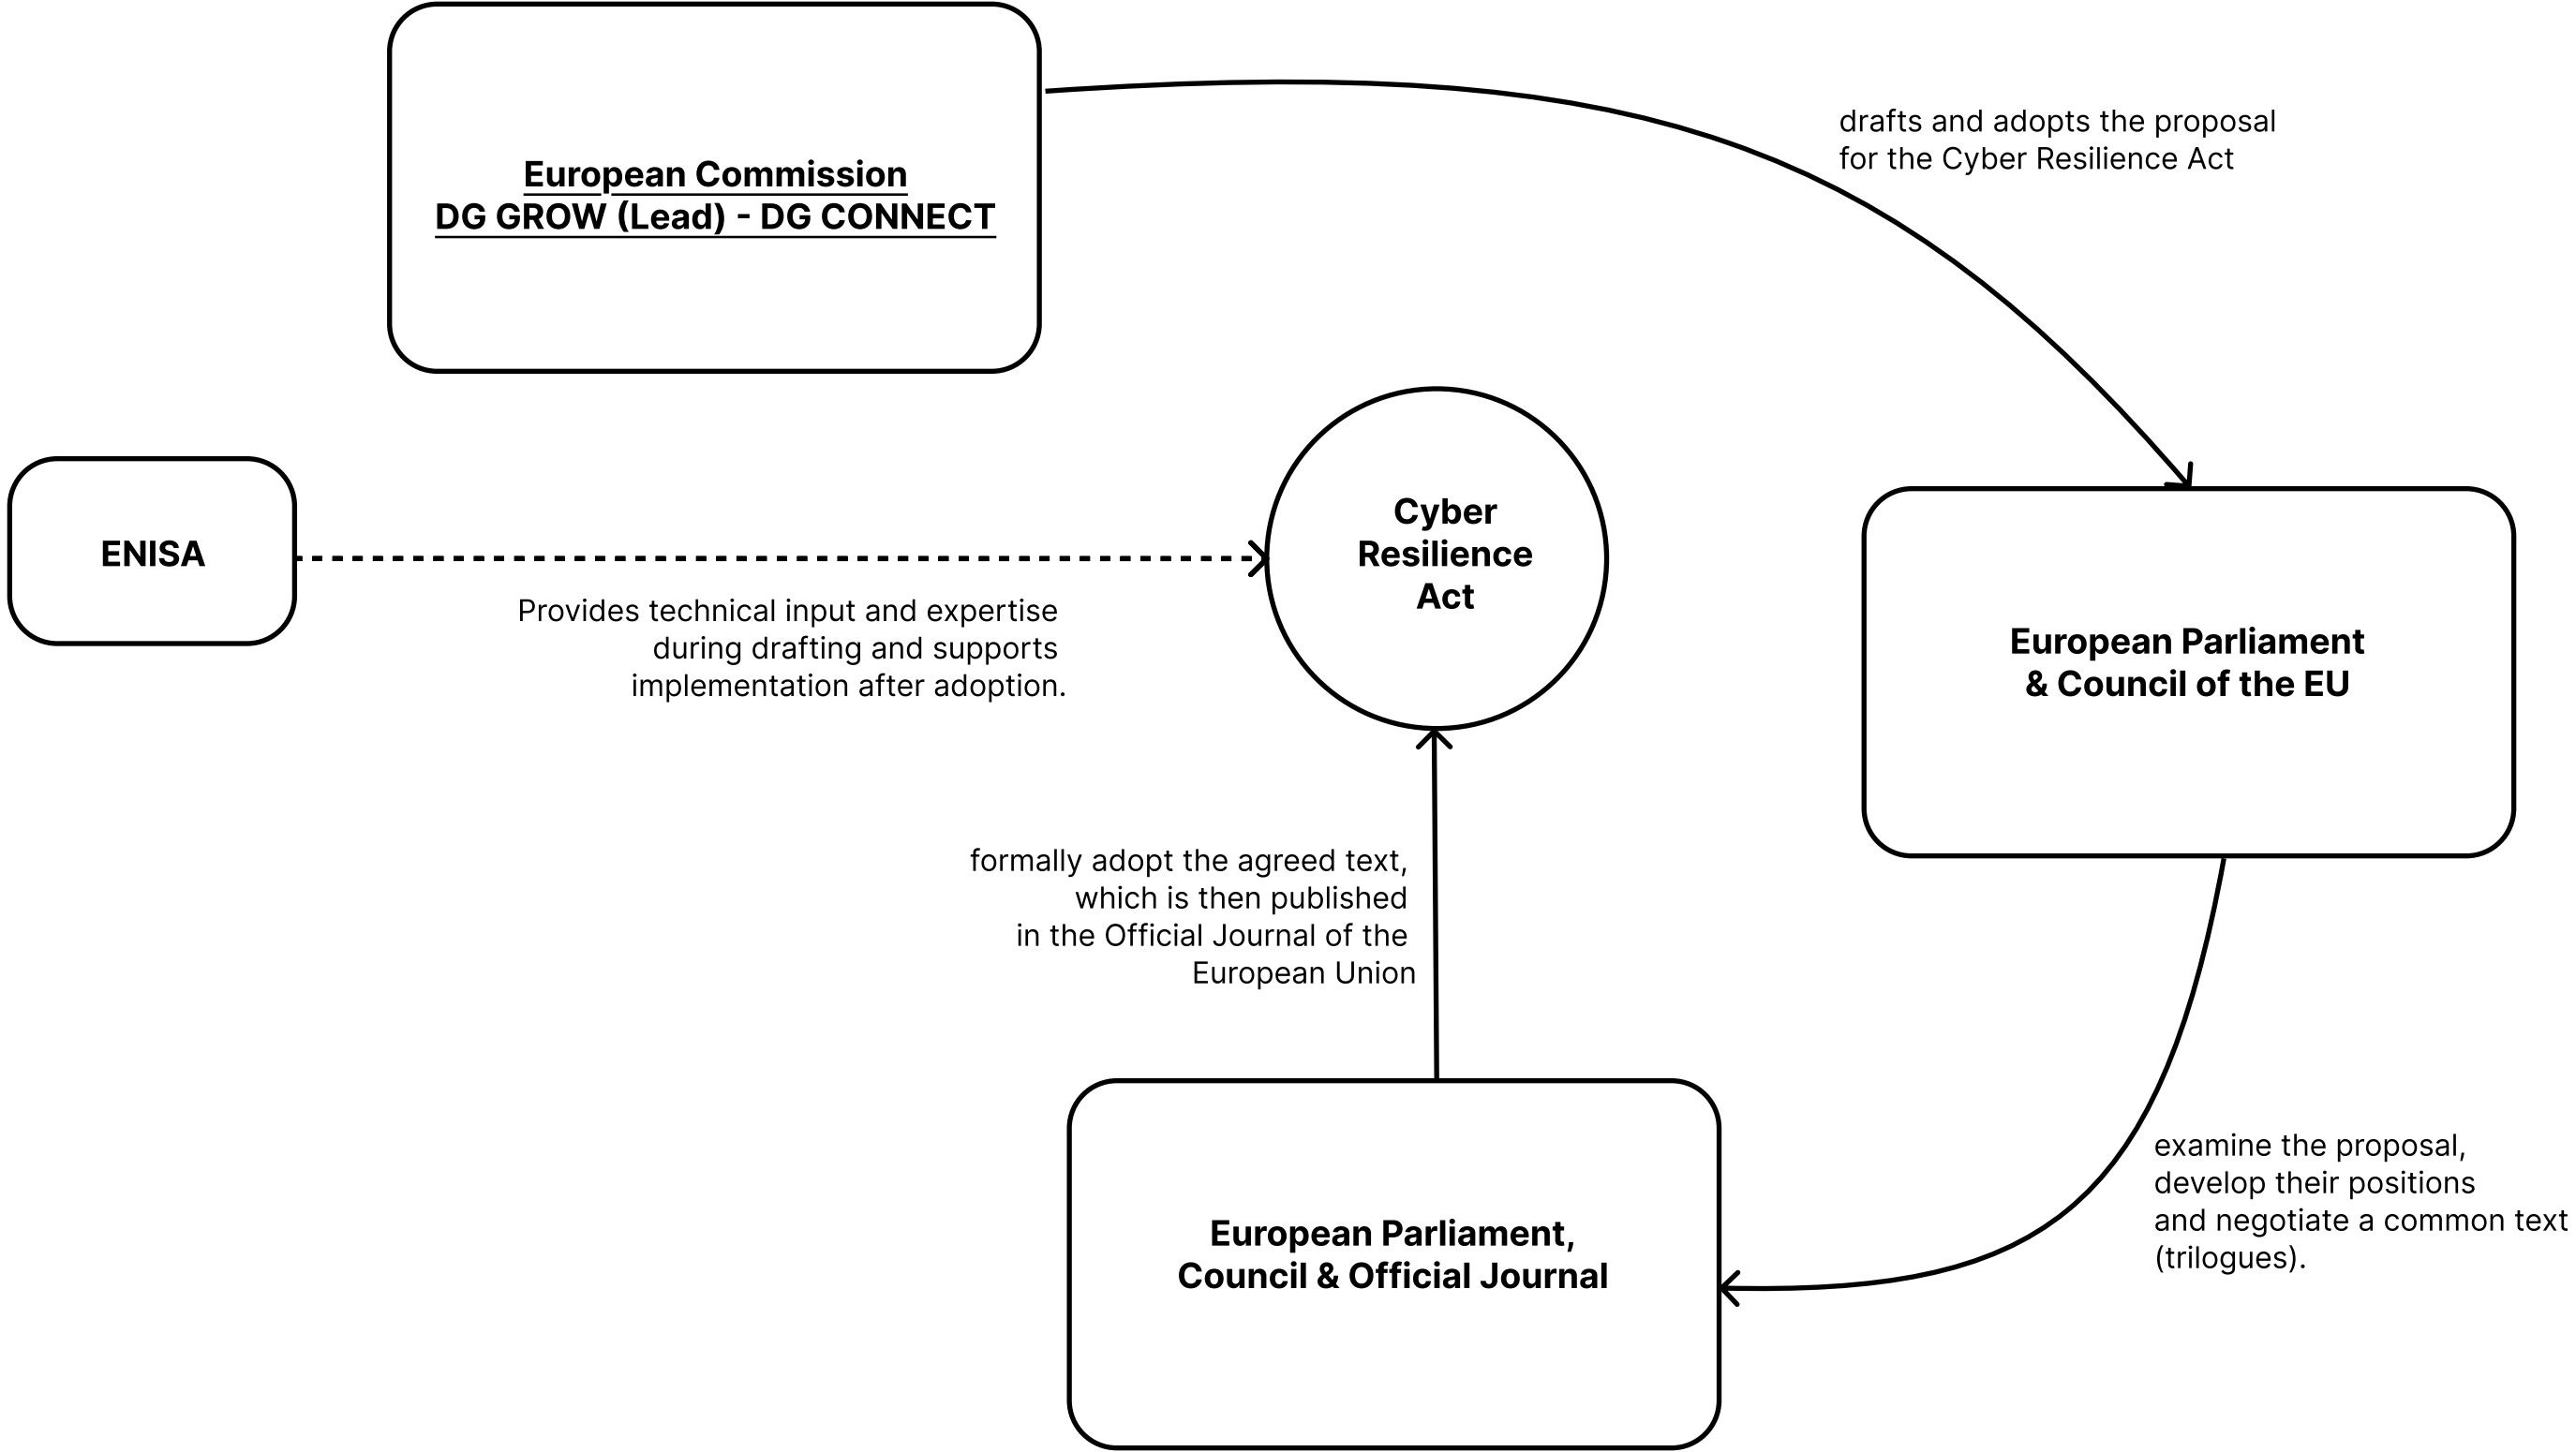 European Commission
DG GROW (Lead) - DG CONNECT
drafts and adopts the proposal
for the Cyber Resilience Act
ENISA
Provides technical input and expertise
during drafting and supports
implementation after adoption.
Cyber
Resilience
Act
European Parliament
& Council of the EU
formally adopt the agreed text,
which is then published
in the Official Journal of the
European Union
examine the proposal,
develop their positions
and negotiate a common text
(trilogues).
European Parliament,
Council & Official Journal